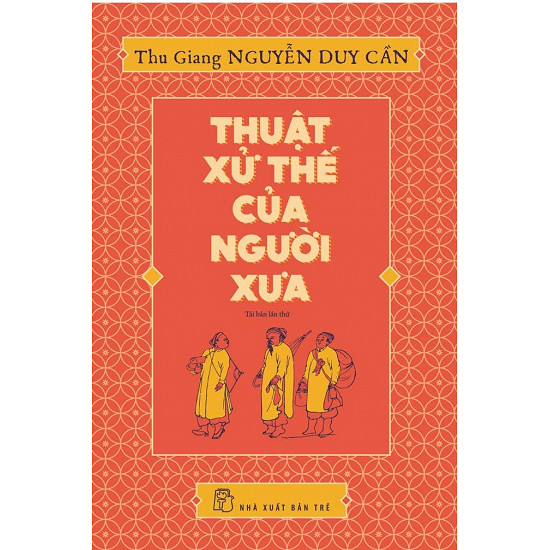 Thu Giang NGUYỄN DUY CẦN
THUẬT
XỬ THẾ
CỦA
NGƯỜI
XƯA
Tái bản lần thứ
NHÀ XUẤT BẢN TRẺ